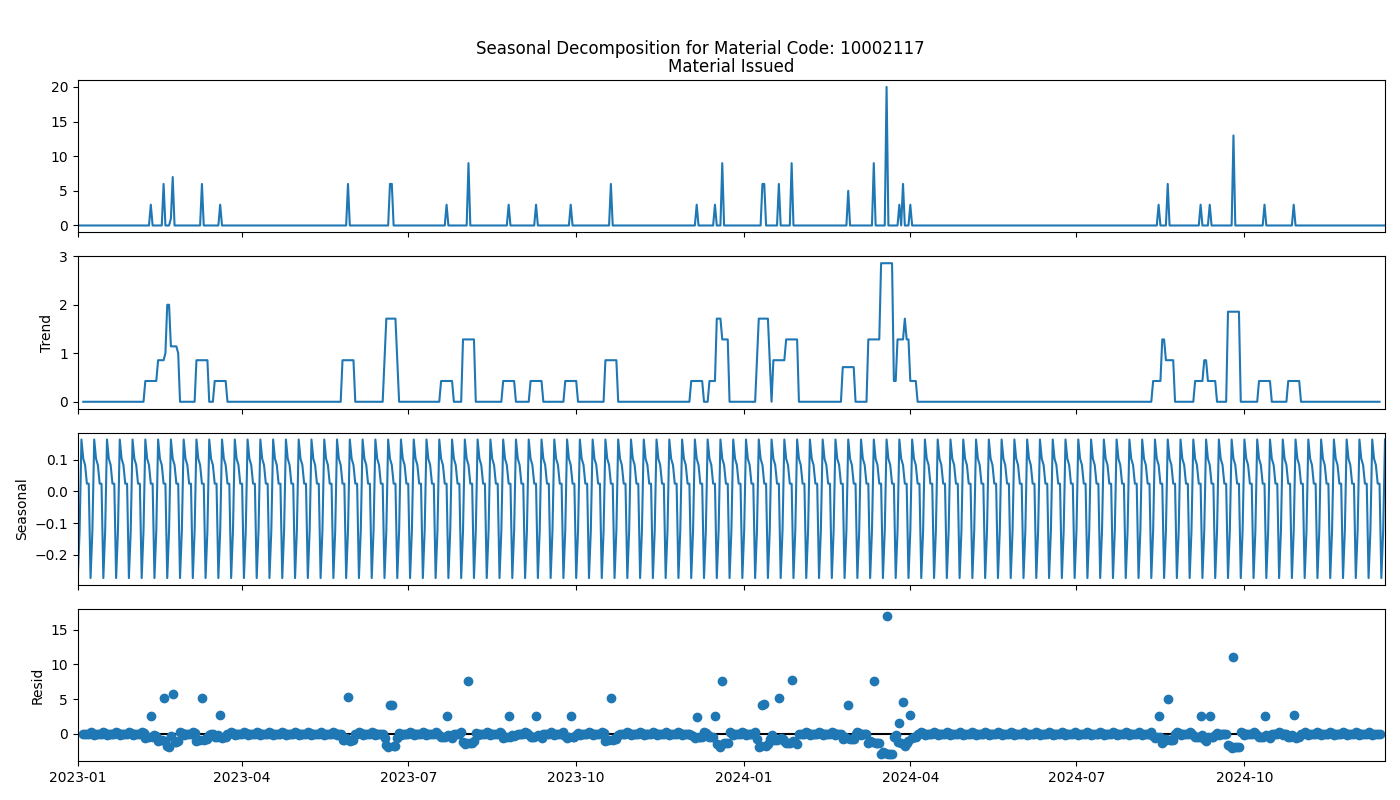 Seasonal Decomposition for Material Code: 10002117
Material Issued
20
15
10
5
0
3
2
1
0
Trend
0.1
0.0
−0.1
−0.2
Seasonal
15
10
5
0
Resid
2023-01 2023-04 2023-07 2023-10 2024-01 2024-04 2024-07 2024-10